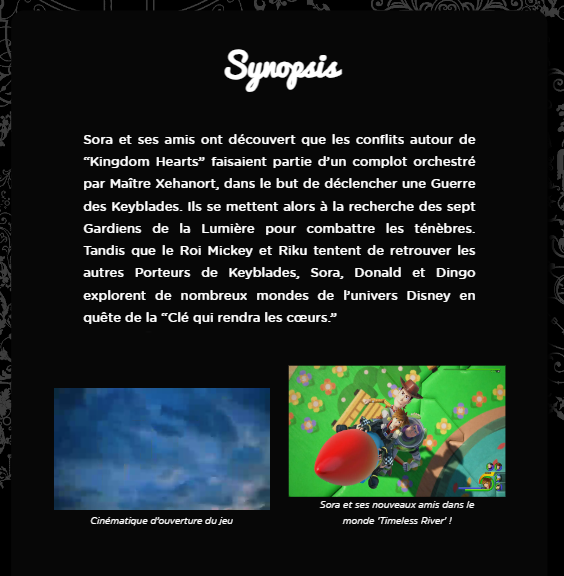 Synopsis
Sora et ses amis ont découvert que les conflits autour de
“Kingdom Hearts” faisaient partie d’un complot orchestré
par Maître Xehanort, dans le but de déclencher une Guerre
des Keyblades. Ils se mettent alors à la recherche des sept
Gardiens de la Lumière pour combattre les ténèbres.
Tandis que le Roi Mickey et Riku tentent de retrouver les
autres Porteurs de Keyblades, Sora, Donald et Dingo
explorent de nombreux mondes de l’univers Disney en
quête de la “Clé qui rendra les cœurs.”
Cinématique d'ouverture du jeu
Sora et ses nouveaux amis dans le
monde 'Timeless River' !